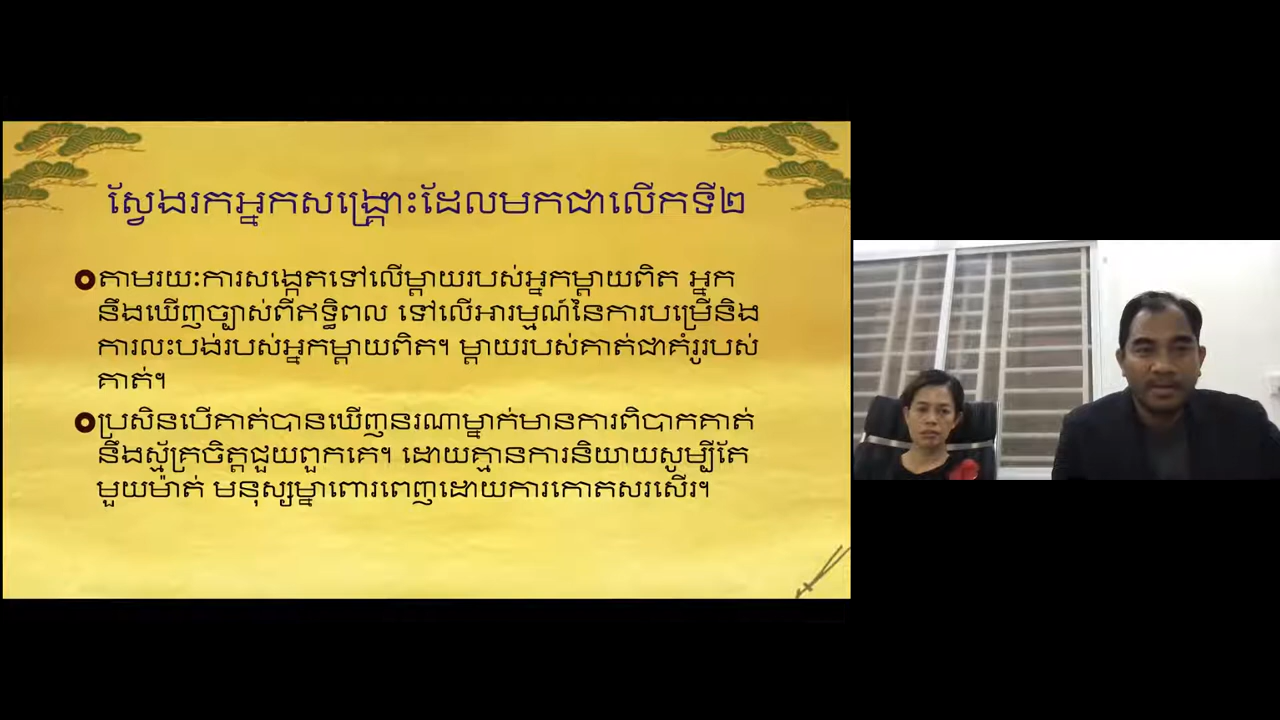 ស្វែងរកអ្នកសង្គ្រោះដែលមកជាលើកទី២
តាមរយៈការសង្កេតទៅលើម្ដាយរបស់អ្នកម្ដាយពិត អ្នក
នឹងឃើញច្បាស់ពីឥទ្ធិពល ទៅលើអារម្មណ៍នៃការបម្រើនិង
ការលះបង់របស់អ្នកម្ដាយពិត។ ម្ដាយរបស់គាត់ជាគំរូរបស់
គាត់។
ប្រសិនបើគាត់បានឃើញនរណាម្នាក់មានការពិបាកគាត់
នឹងស្ម័គ្រចិត្តជួយពួកគេ។ ដោយគ្មានការនិយាយសូម្បីតែ
មួយម៉ាត់ មនុស្សម្នាពោរពេញដោយការកោតសរសើរ។